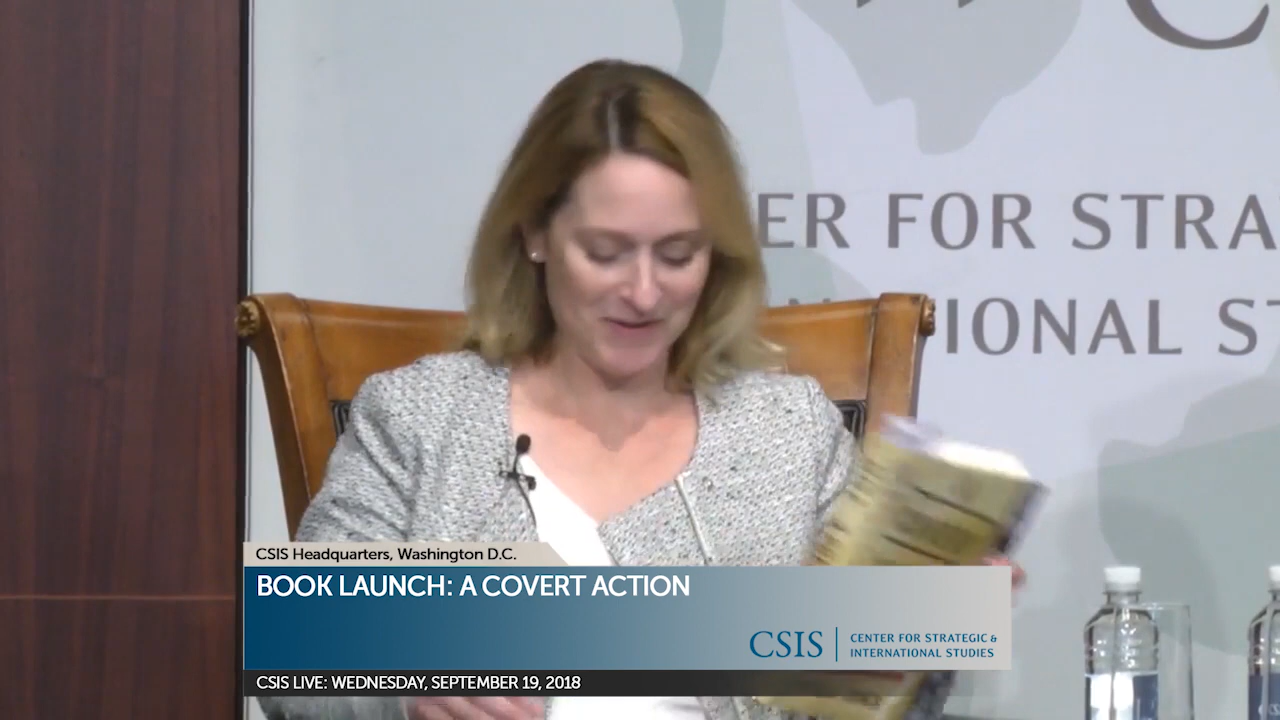 ER FOR STRA
NATIONAL ST
CSIS Headquarters, Washington D.C.
BOOK LAUNCH: A COVERT ACTION
CSIS
CENTER FOR STRATEGIC &
INTERNATIONAL STUDIES
CSIS LIVE: WEDNESDAY, SEPTEMBER 19, 2018